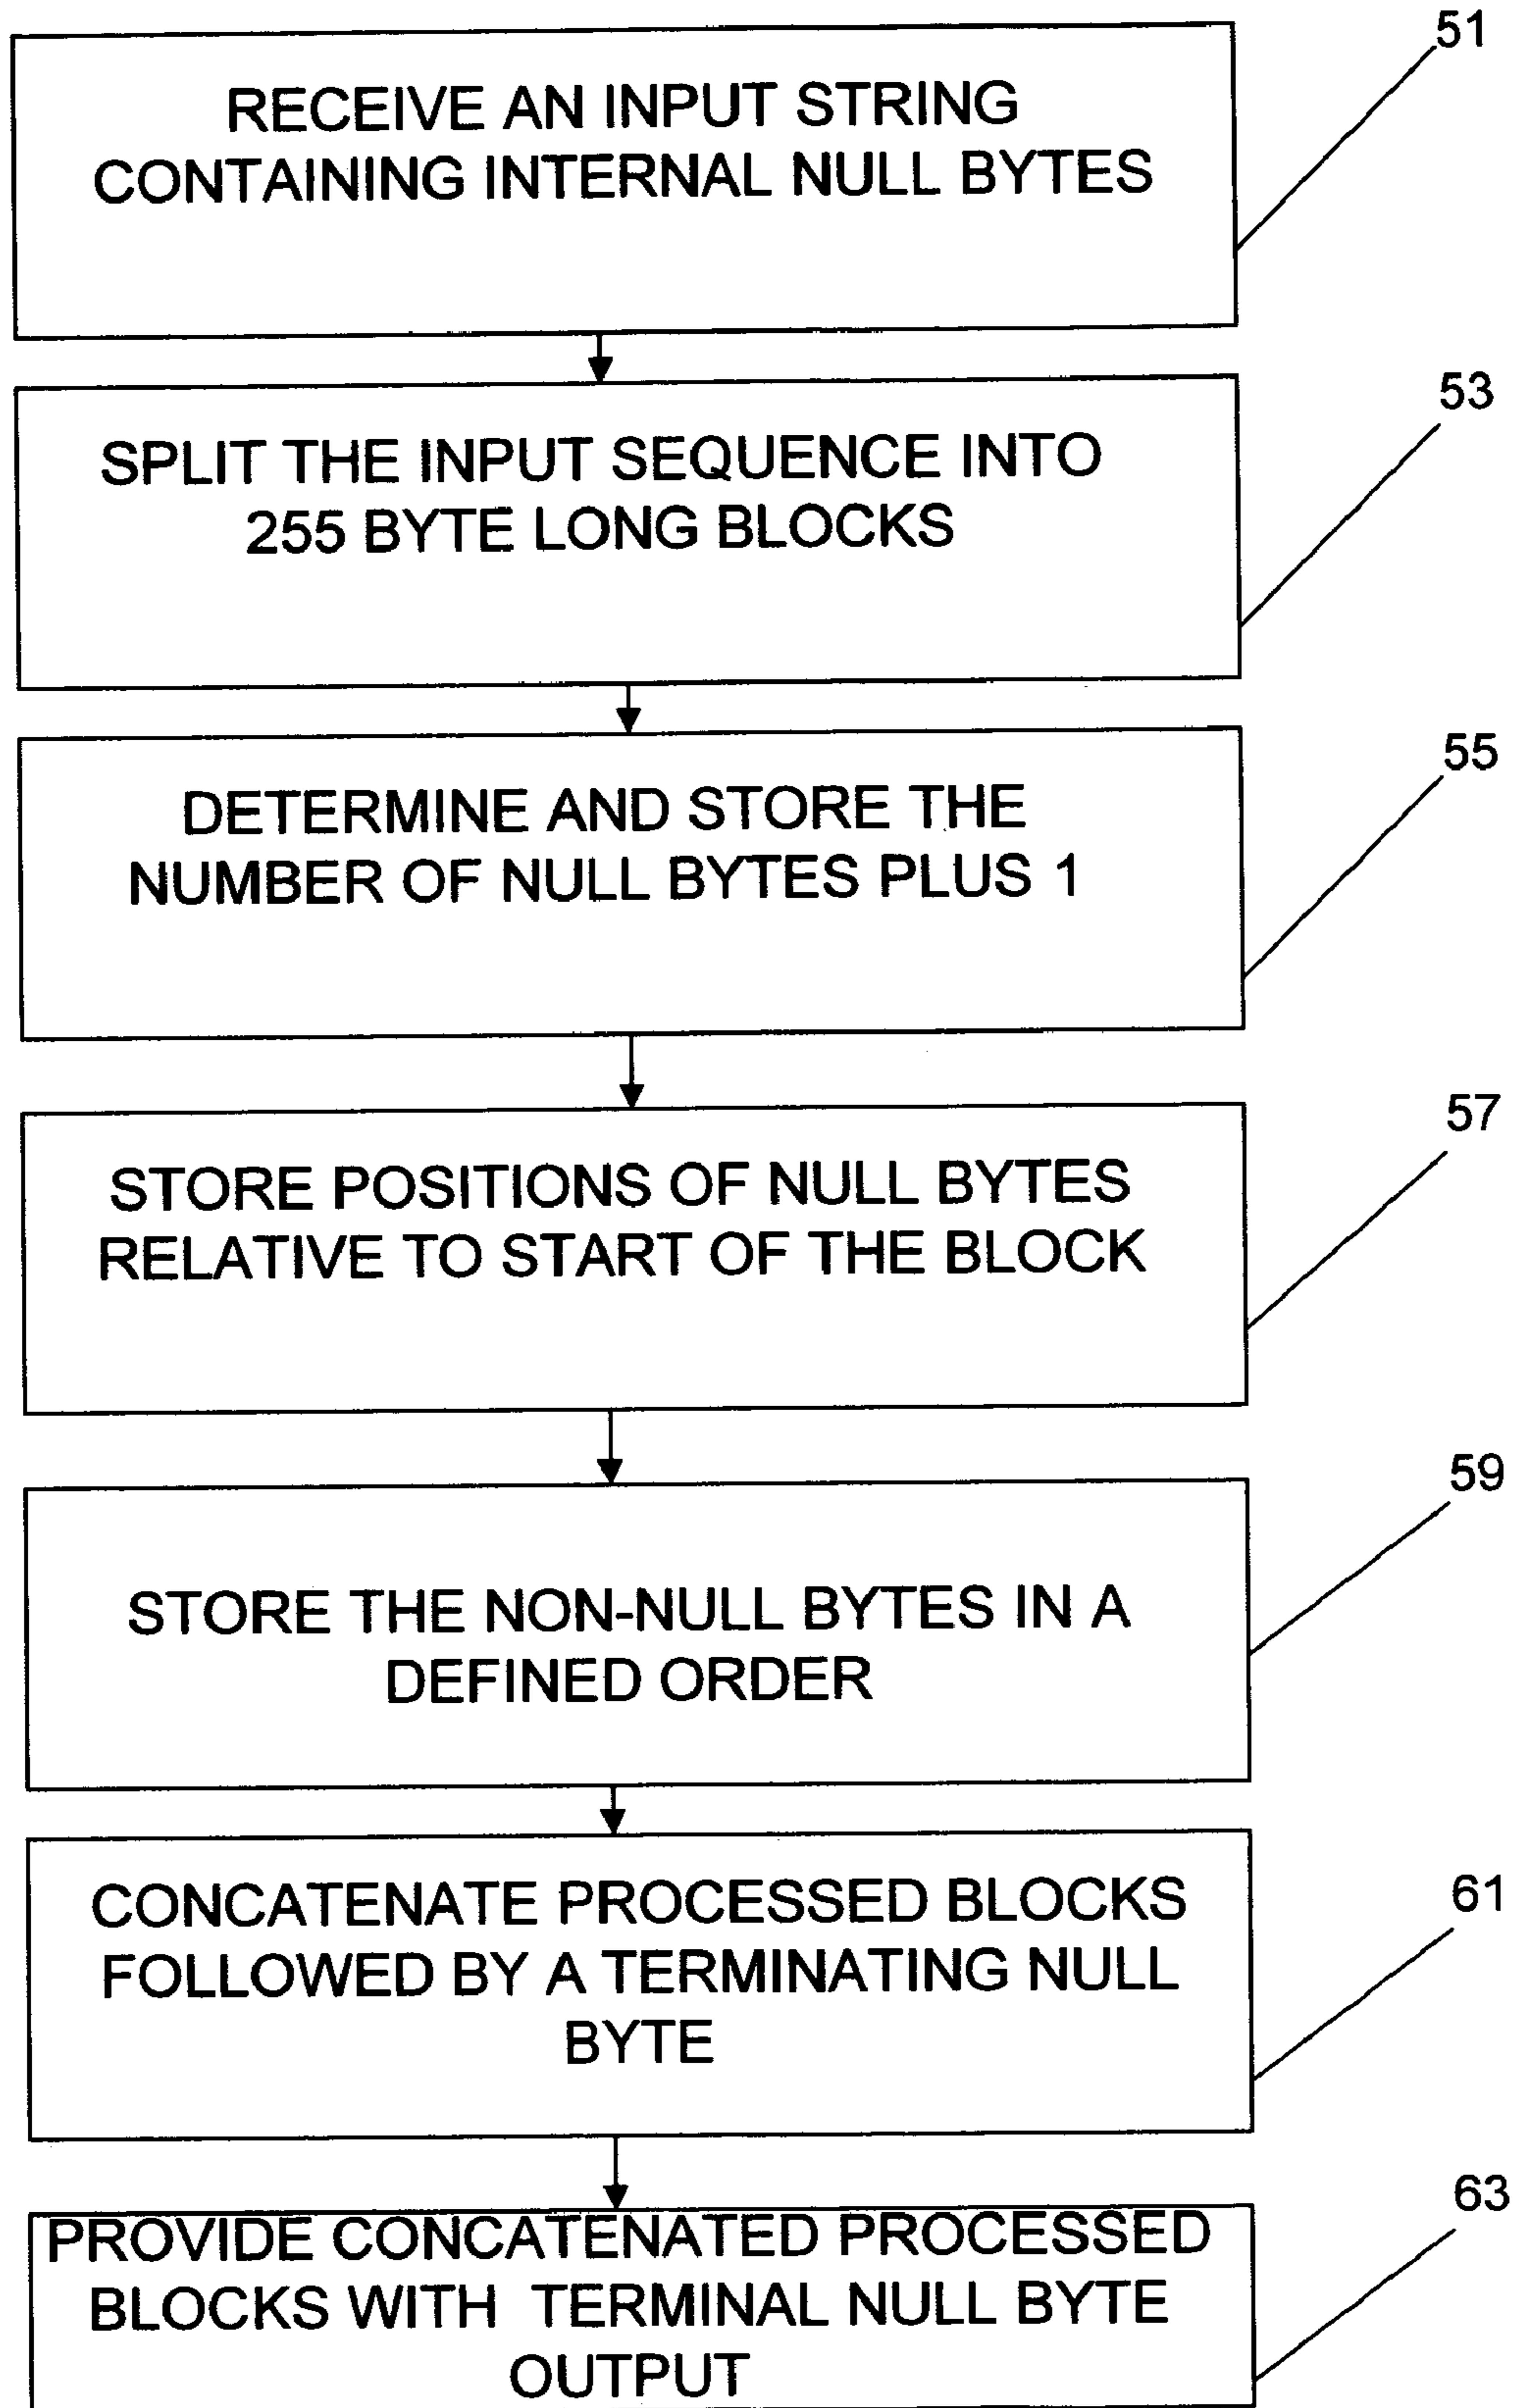 51
RECEIVE AN INPUT STRING
CONTAINING INTERNAL NULL BYTES
53
SPLIT THE INPUT SEQUENCE INTO
255 BYTE LONG BLOCKS
55
DETERMINE AND STORE THE
NUMBER OF NULL BYTES PLUS 1
57
STORE POSITIONS OF NULL BYTES
RELATIVE TO START OF THE BLOCK
59
STORE THE NON-NULL BYTES IN A
DEFINED ORDER
61
CONCATENATE PROCESSED BLOCKS
FOLLOWED BY A TERMINATING NULL
BYTE
63
PROVIDE CONCATENATED PROCESSED
BLOCKS WITH TERMINAL NULL BYTE
OUTPUT